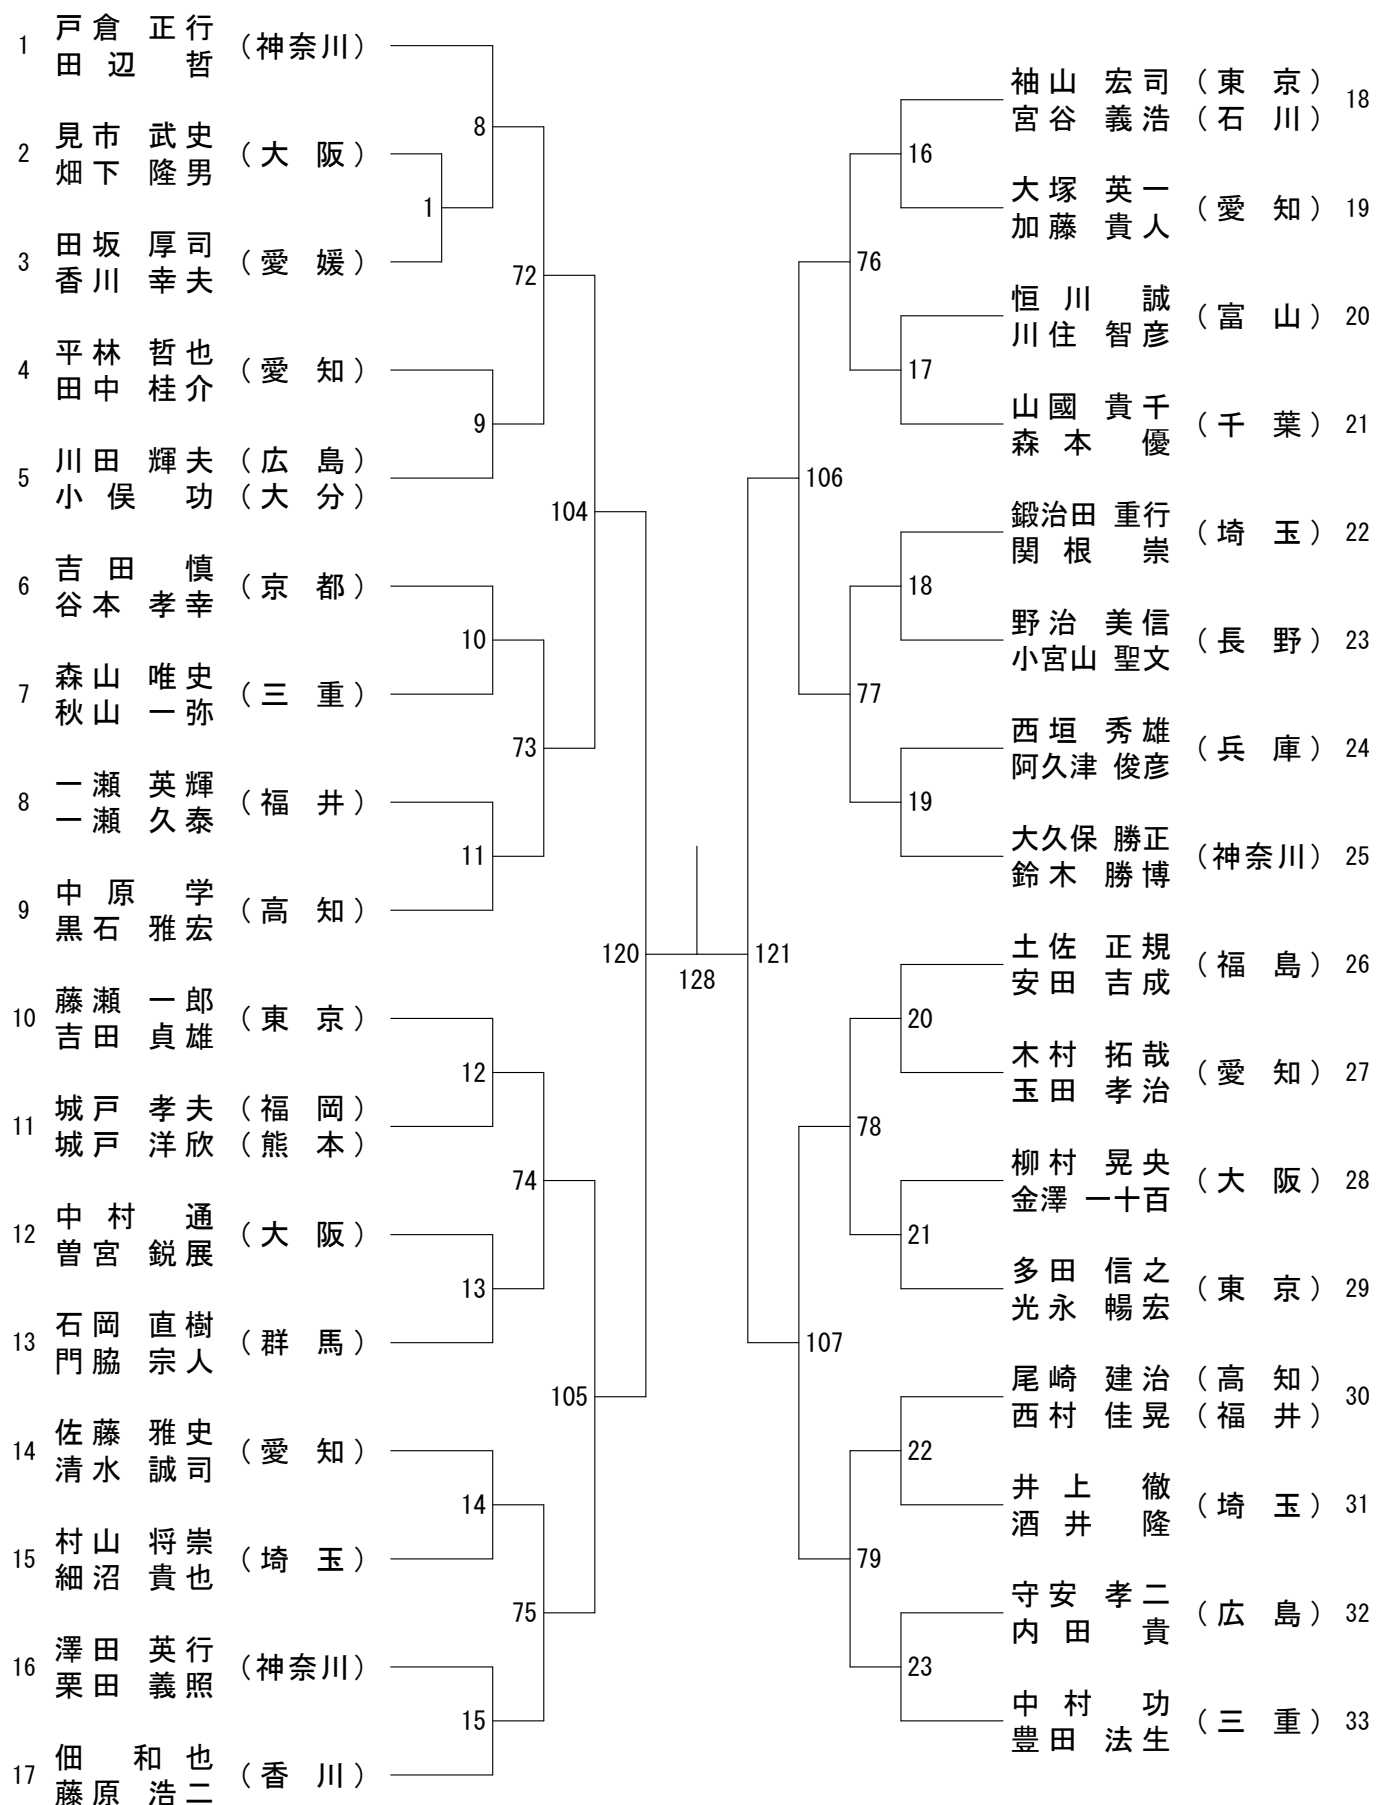 1 戸倉 正行 (神奈川)
田辺 哲
2 見市 武史 (大 阪)
畑下 隆男
3 田坂 厚司 (愛 媛)
香川 幸夫
4 平林 哲也 (愛 知)
田中 桂介
5 川田 輝夫 (広 島)
小俣 功 (大 分)
6 吉田 慎 (京 都)
谷本 孝幸
7 森山 唯史 (三 重)
秋山 一弥
8 一瀬 英輝 (福 井)
一瀬 久泰
9 中原 学 (高 知)
黒石 雅宏
10 藤瀬 一郎 (東 京)
吉田 貞雄
11 城戸 孝夫 (福 岡)
城戸 洋欣 (熊 本)
12 中村 通 (大 阪)
曽宮 鋭展
13 石岡 直樹 (群 馬)
門脇 宗人
14 佐藤 雅史 (愛 知)
清水 誠司
15 村山 将崇 (埼 玉)
細沼 貴也
16 澤田 英行 (神奈川)
栗田 義照
17 佃 和也 (香 川)
藤原 浩二
1
8
9
10
11
12
13
14
15
72
73
74
75
104
105
120
128
121
106
107
76
77
78
79
16
17
18
19
20
21
22
23
袖山 宏司 (東 京) 18
宮谷 義浩 (石 川)
大塚 英一 (愛 知) 19
加藤 貴人
恒川 誠 (富 山) 20
川住 智彦
山國 貴千 (千 葉) 21
森本 優
鍛治田 重行 (埼 玉) 22
関根 崇
野治 美信 (長 野) 23
小宮山 聖文
西垣 秀雄 (兵 庫) 24
阿久津 俊彦
大久保 勝正 (神奈川) 25
鈴木 勝博
土佐 正規 (福 島) 26
安田 吉成
木村 拓哉 (愛 知) 27
玉田 孝治
柳村 晃央 (大 阪) 28
金澤 一十百
多田 信之 (東 京) 29
光永 暢宏
尾崎 建治 (高 知) 30
西村 佳晃 (福 井)
井上 徹 (埼 玉) 31
酒井 隆
守安 孝二 (広 島) 32
内田 貴
中村 功 (三 重) 33
豊田 法生